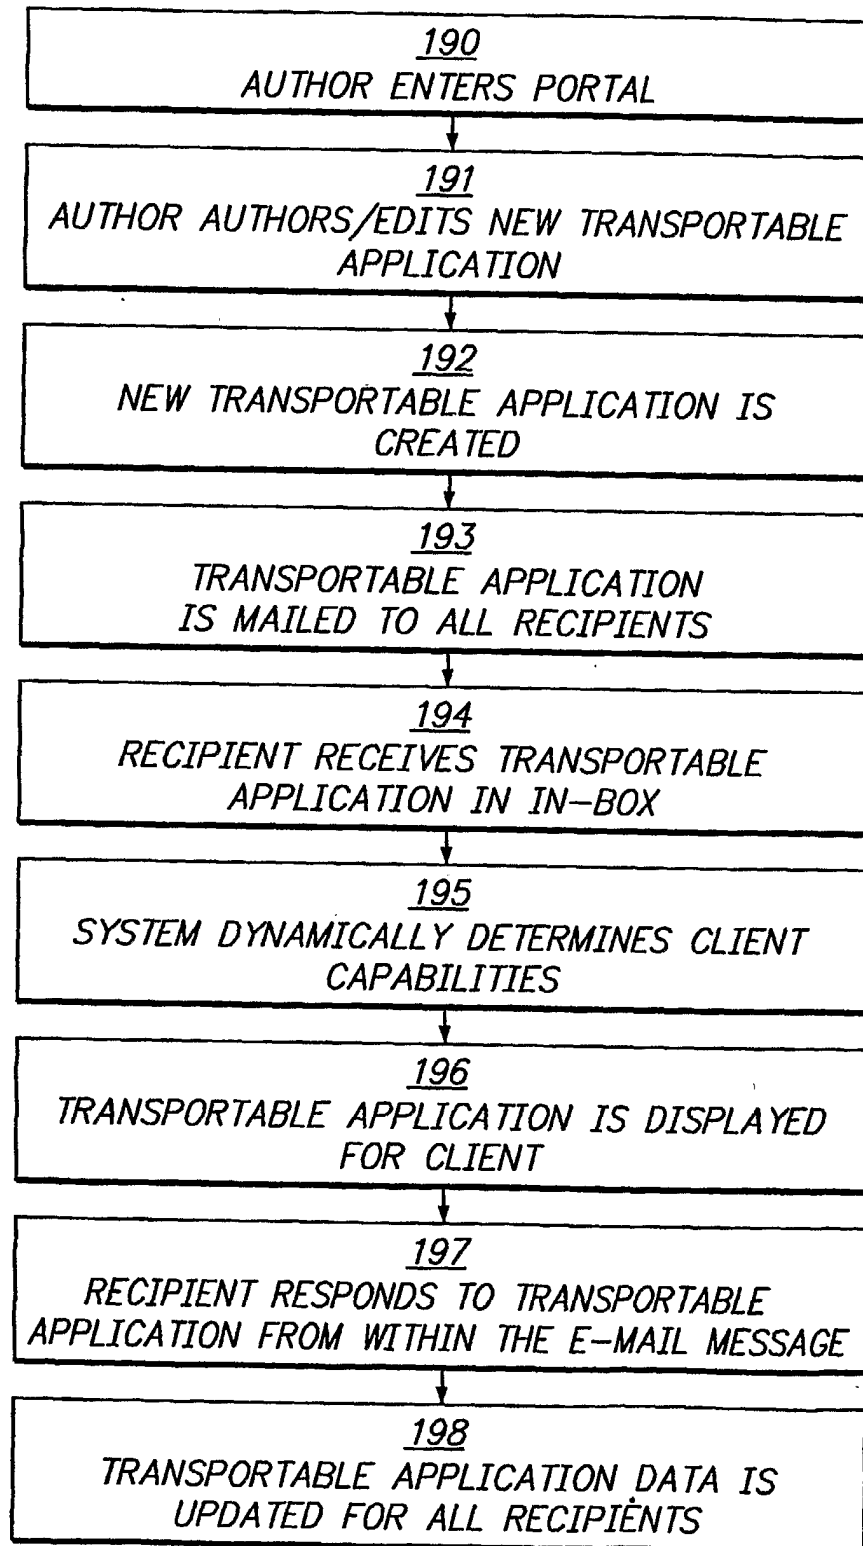 190
AUTHOR ENTERS PORTAL
191
AUTHOR AUTHORS/EDITS NEW TRANSPORTABLE
APPLICATION
192
NEW TRANSPORTABLE APPLICATION IS
CREATED
193
TRANSPORTABLE APPLICATION
IS MAILED TO ALL RECIPIENTS
194
RECIPIENT RECEIVES TRANSPORTABLE
APPLICATION IN IN-BOX
195
SYSTEM DYNAMICALLY DETERMINES CLIENT
CAPABILITIES
196
TRANSPORTABLE APPLICATION IS DISPLAYED
FOR CLIENT
197
RECIPIENT RESPONDS TO TRANSPORTABLE
APPLICATION FROM WITHIN THE E-MAIL MESSAGE
198
TRANSPORTABLE APPLICATION DATA IS
UPDATED FOR ALL RECIPIENTS